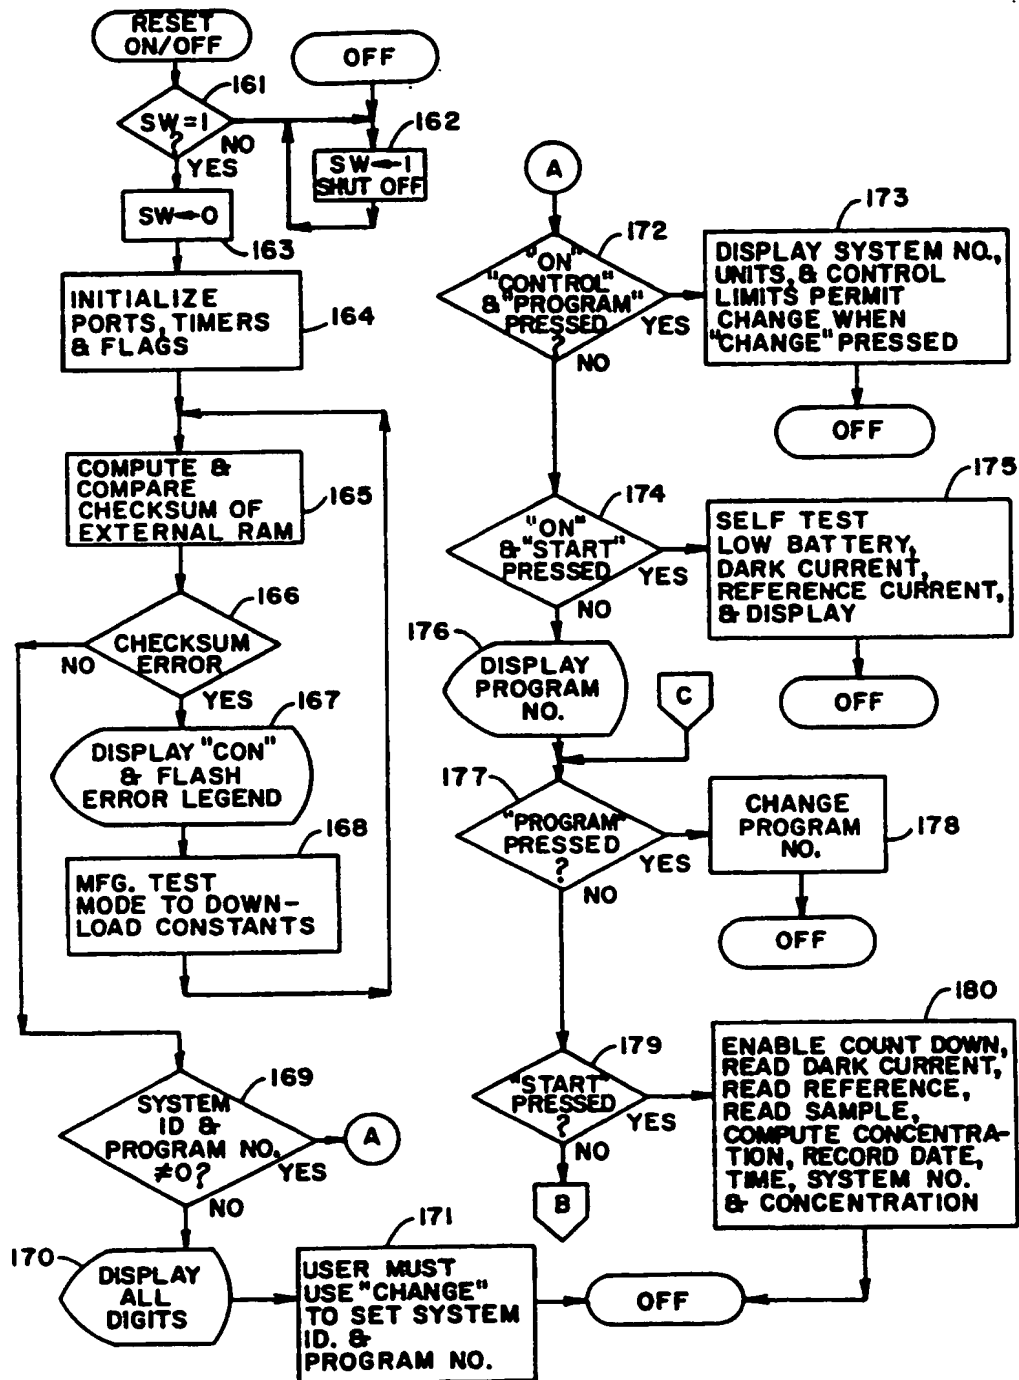 RESET
ON/OFF
OFF
161
SW=1
?
NO
YES
162
SW←1
SHUT OFF
SW←0
163
INITIALIZE
PORTS, TIMERS
& FLAGS
164
COMPUTE &
COMPARE
CHECKSUM OF
EXTERNAL RAM
165
166
CHECKSUM
ERROR
NO
YES
167
DISPLAY "CON"
& FLASH
ERROR LEGEND
168
MFG. TEST
MODE TO DOWN-
LOAD CONSTANTS
169
SYSTEM
ID &
PROGRAM NO.
≠0?
YES
A
NO
170
DISPLAY
ALL
DIGITS
171
USER MUST
USE "CHANGE"
TO SET SYSTEM
ID. &
PROGRAM NO.
OFF
A
172
"ON"
"CONTROL"
& "PROGRAM"
PRESSED
?
YES
NO
173
DISPLAY SYSTEM NO.,
UNITS, & CONTROL
LIMITS PERMIT
CHANGE WHEN
"CHANGE" PRESSED
OFF
174
"ON"
& "START"
PRESSED
YES
NO
175
SELF TEST
LOW BATTERY,
DARK CURRENT,
REFERENCE CURRENT,
& DISPLAY
OFF
176
DISPLAY
PROGRAM
NO.
C
177
"PROGRAM"
PRESSED
?
YES
NO
CHANGE
PROGRAM
NO.
178
OFF
179
"START"
PRESSED
?
YES
NO
B
180
ENABLE COUNT DOWN,
READ DARK CURRENT,
READ REFERENCE,
READ SAMPLE,
COMPUTE CONCENTRA-
TION, RECORD DATE,
TIME, SYSTEM NO.
& CONCENTRATION